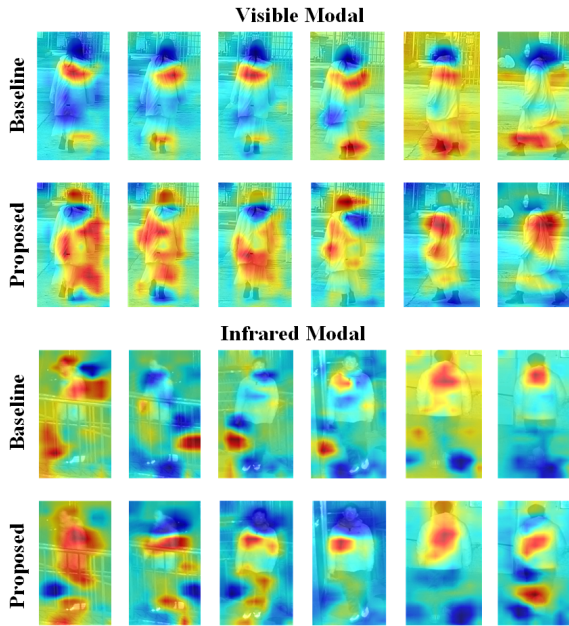 Visible Modal
Baseline
Proposed
Infrared Modal
Baseline
Proposed